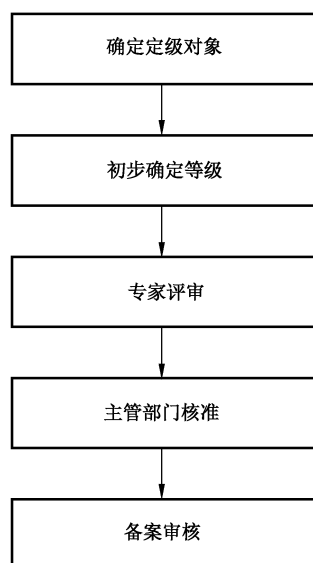 确定定级对象
初步确定等级
专家评审
主管部门核准
备案审核